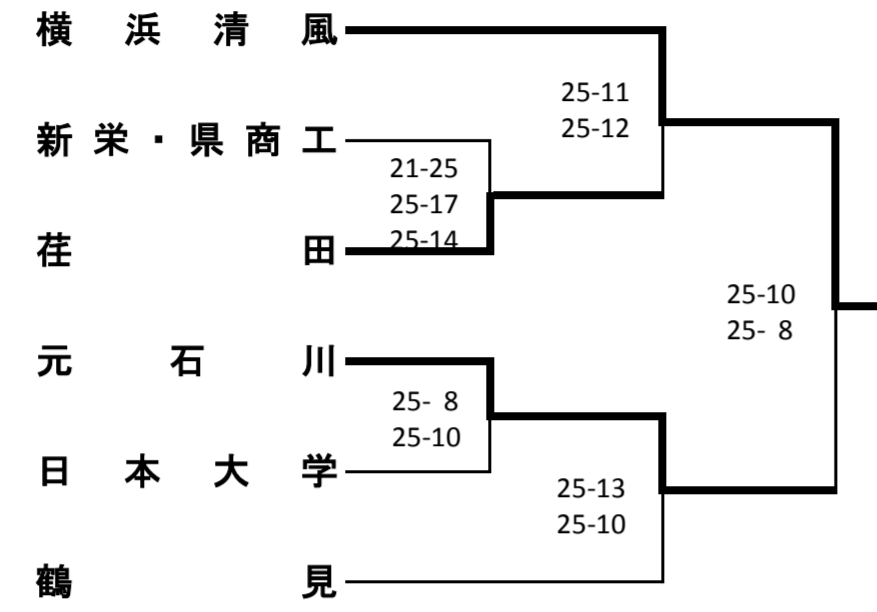 横浜清風
25-11
25-12
新栄・県商工
21-25
25-17
25-14
荏田
25-10
25- 8
元石川
25- 8
25-10
日本大学
25-13
25-10
鶴見